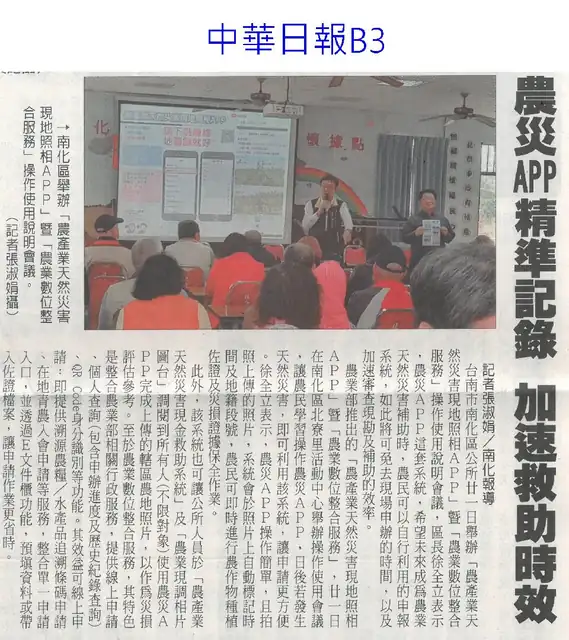 中華日報B3
農災APP精準記錄 加速救助時效
→南化區舉辦「農產業天然災害
現地照相APP」暨「農業數位整
合服務」操作使用說明會議。
(記者張淑娟攝)
記者張淑娟/南化報導
台南市南化區公所廿一日舉辦「農產業天
然災害現地照相APP」暨「農業數位整合
服務」操作使用說明會議,區長徐全立表示
,農災APP這套系統,希望未來成為農業
天然災害補助時,農民可以自行利用的申報
系統,如此將可免去現場申辦的時間,以及
加速審查現勘及補助的效率。
農業部推出的「農產業天然災害現地照相
APP」暨「農業數位整合服務」,廿一日
在南化區北寮里活動中心舉辦操作使用會議
,讓農民學習操作農災APP,日後若發生
天然災害,即可利用該系統,讓申請更方便
。徐全立表示,農災APP操作簡單,且拍
照上傳的照片,系統會於照片上自動標記時
間及地籍段號,農民可即時進行農作物種植
佐證及災損證據保全作業。
此外,該系統也可讓公所人員於「農產業
天然災害現金救助系統」及「農業現調相片
圖台」調閱到所有人(不限對象)使用農災A
PP完成上傳的轄區農地照片,以作為災損
評估參考。至於農業數位整合服務,其特色
是整合農業部相關行政服務,提供線上申請
、個人查詢(包含申辦進度及歷史紀錄查詢)
、QR Code身分識別等功能。其效益可線上申
請:即提供溯源農糧/水產品追溯條碼申請
、在地青農入會申請等服務,整合單一申請
入口,並透過E文件櫃功能,預填資料或帶
入佐證檔案,讓申請作業更省時。